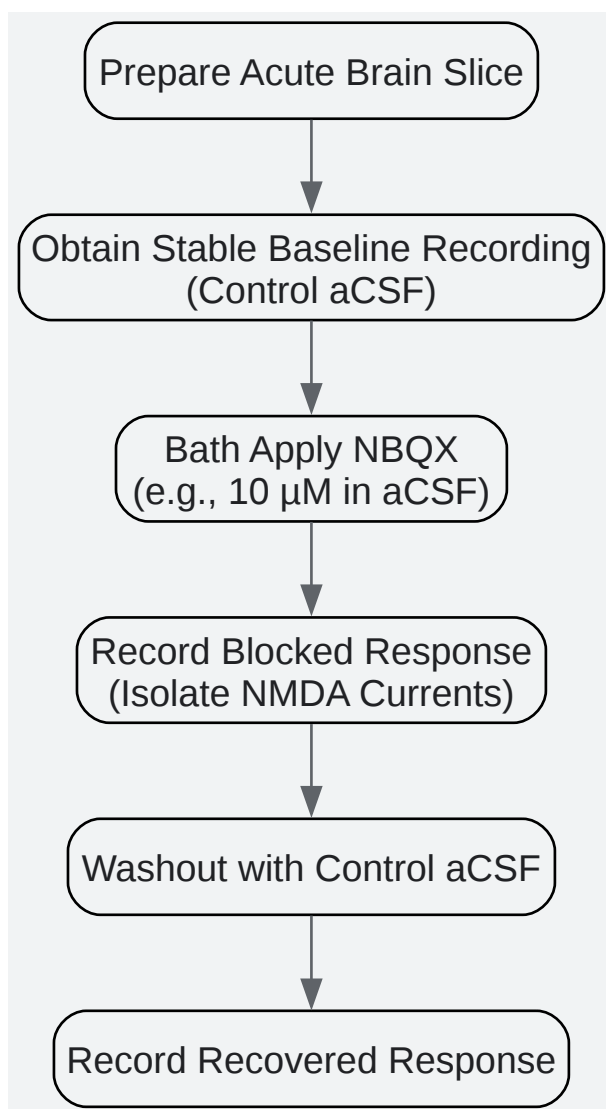 Prepare Acute Brain Slice
Obtain Stable Baseline Recording
(Control aCSF)
Bath Apply NBQX
(e.g., 10 µM in aCSF)
Record Blocked Response
(Isolate NMDA Currents)
Washout with Control aCSF
Record Recovered Response